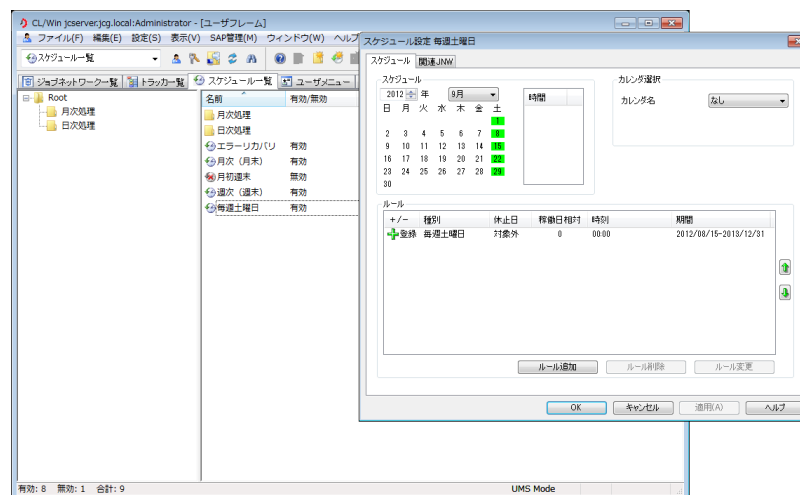 CL/Win jcserver.jcg.local:Administrator - [ユーザフレーム]
ファイル(F) 編集(E) 設定(S) 表示(V) SAP管理(M) ウィンドウ(W) ヘルプ
スケジュール一覧
ジョブネットワーク一覧 トラッカ一覧 スケジュール一覧 ユーザメニュー
Root
月次処理
日次処理
名前 有効/無効
月次処理
日次処理
エラーリカバリ 有効
月次（月末） 有効
月初週末 無効
週次（週末） 有効
毎週土曜日 有効
有効: 8 無効: 1 合計: 9
UMS Mode
スケジュール設定 毎週土曜日
スケジュール 関連JNW
スケジュール
2012 年 9月
日 月 火 水 木 金 土
1
2 3 4 5 6 7 8
9 10 11 12 13 14 15
16 17 18 19 20 21 22
23 24 25 26 27 28 29
30
時間
カレンダ選択
カレンダ名 なし
ルール
+/- 種別 休止日 稼働日相対 時刻 期間
登録 毎週土曜日 対象外 0 00:00 2012/08/15-2013/12/31
ルール追加 ルール削除 ルール変更
OK キャンセル 適用(A) ヘルプ